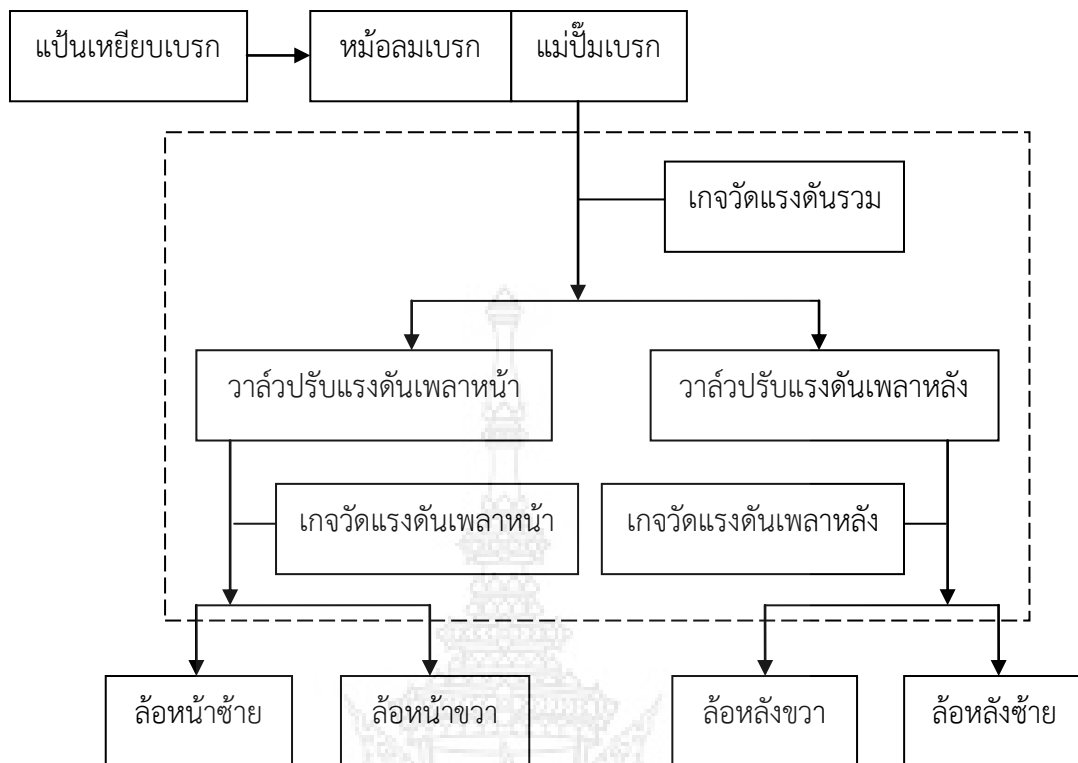 แป้นเหยียบเบรก
หม้อลมเบรก
แม่ปั๊มเบรก
เกจวัดแรงดันรวม
วาล์วปรับแรงดันเพลาหน้า
วาล์วปรับแรงดันเพลาหลัง
เกจวัดแรงดันเพลาหน้า
เกจวัดแรงดันเพลาหลัง
ล้อหน้าซ้าย
ล้อหน้าขวา
ล้อหลังขวา
ล้อหลังซ้าย